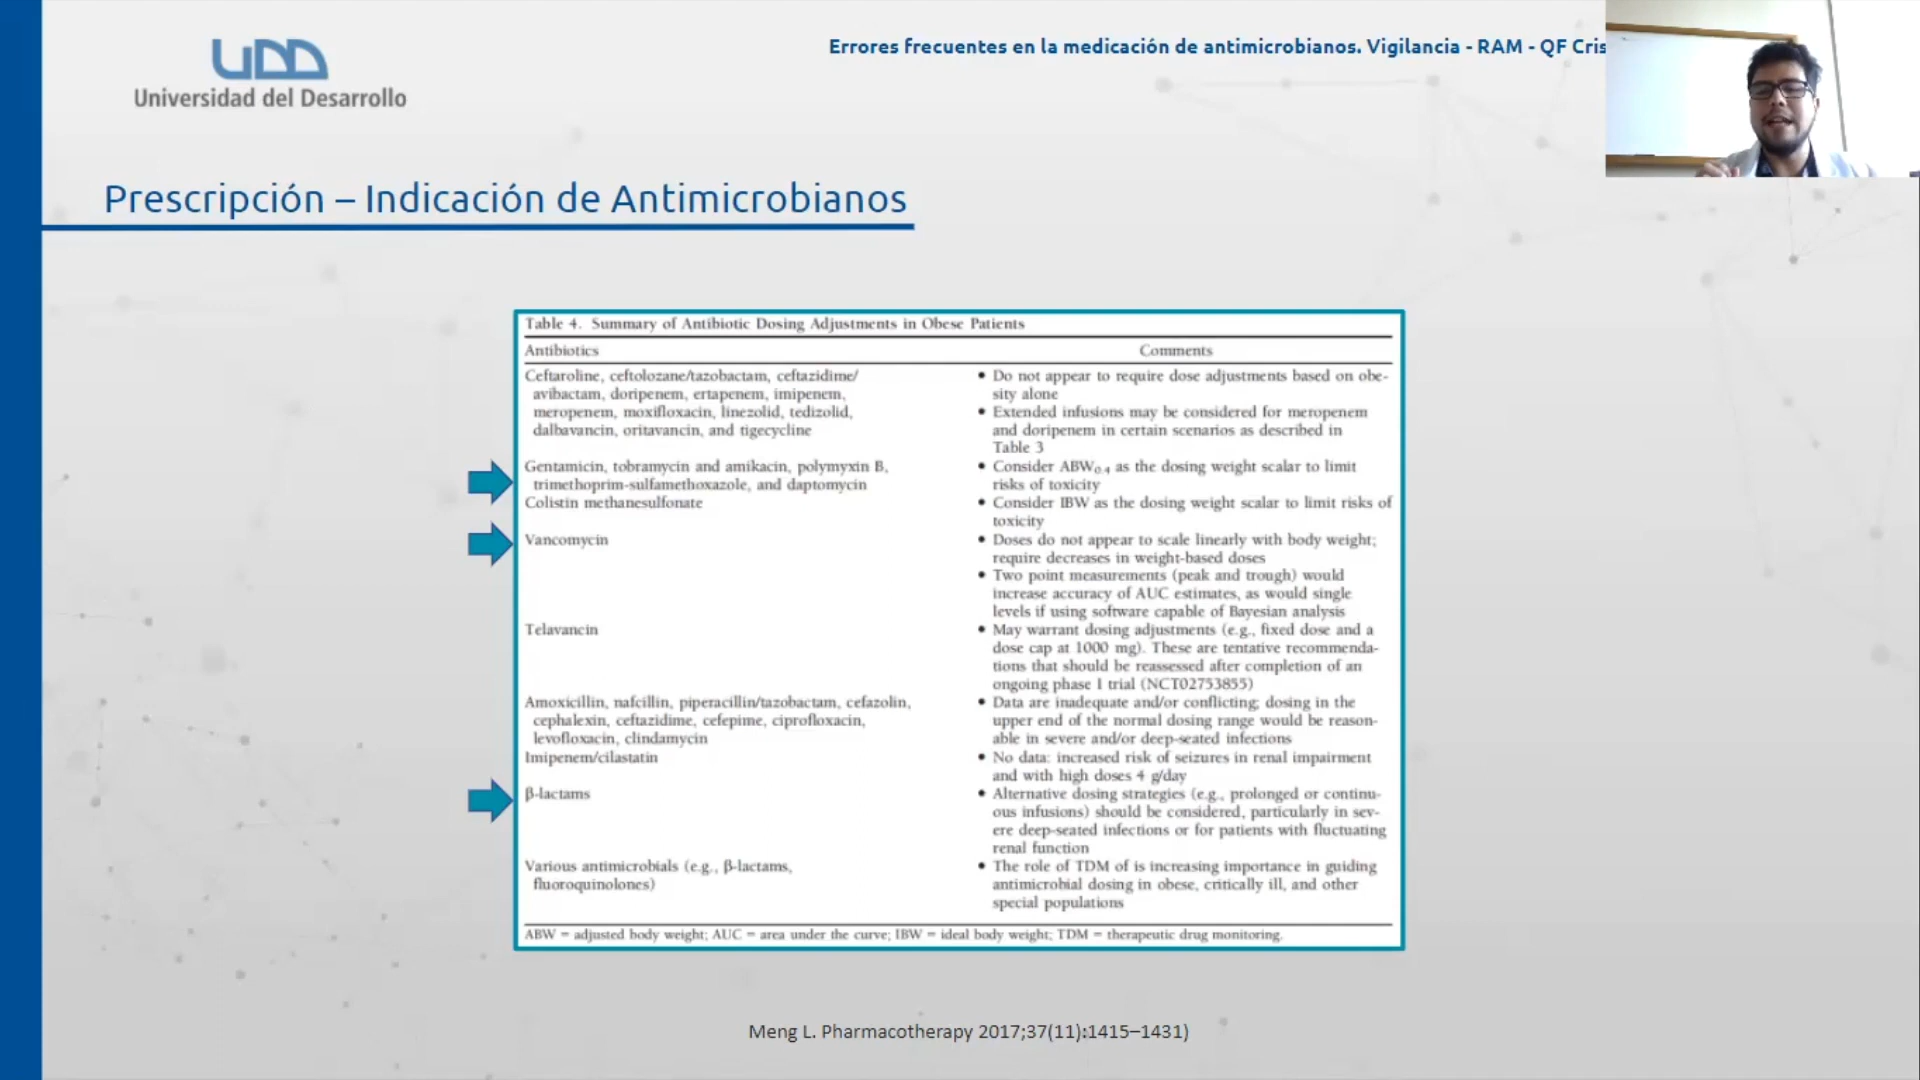 UDD
Universidad del Desarrollo
Errores frecuentes en la medicación de antimicrobianos. Vigilancia - RAM - QF Cris
Prescripción – Indicación de Antimicrobianos
Table 4. Summary of Antibiotic Dosing Adjustments in Obese Patients
Antibiotics Comments
Ceftaroline, ceftolozane/tazobactam, ceftazidime/
avibactam, doripenem, ertapenem, imipenem,
meropenem, moxifloxacin, linezolid, tedizolid,
dalbavancin, oritavancin, and tigecycline
• Do not appear to require dose adjustments based on obe-
sity alone
• Extended infusions may be considered for meropenem
and doripenem in certain scenarios as described in
Table 3
Gentamicin, tobramycin and amikacin, polymyxin B,
trimethoprim-sulfamethoxazole, and daptomycin
• Consider ABW0.4 as the dosing weight scalar to limit
risks of toxicity
Colistin methanesulfonate
• Consider IBW as the dosing weight scalar to limit risks of
toxicity
Vancomycin
• Doses do not appear to scale linearly with body weight;
require decreases in weight-based doses
• Two point measurements (peak and trough) would
increase accuracy of AUC estimates, as would single
levels if using software capable of Bayesian analysis
Telavancin
• May warrant dosing adjustments (e.g., fixed dose and a
dose cap at 1000 mg). These are tentative recommenda-
tions that should be reassessed after completion of an
ongoing phase I trial (NCT02753855)
Amoxicillin, nafcillin, piperacillin/tazobactam, cefazolin,
cephalexin, ceftazidime, cefepime, ciprofloxacin,
levofloxacin, clindamycin
• Data are inadequate and/or conflicting; dosing in the
upper end of the normal dosing range would be reason-
able in severe and/or deep-seated infections
Imipenem/cilastatin
• No data: increased risk of seizures in renal impairment
and with high doses 4 g/day
β-lactams
• Alternative dosing strategies (e.g., prolonged or continu-
ous infusions) should be considered, particularly in sev-
ere deep-seated infections or for patients with fluctuating
renal function
Various antimicrobials (e.g., β-lactams,
fluoroquinolones)
• The role of TDM of is increasing importance in guiding
antimicrobial dosing in obese, critically ill, and other
special populations
ABW = adjusted body weight; AUC = area under the curve; IBW = ideal body weight; TDM = therapeutic drug monitoring.
Meng L. Pharmacotherapy 2017;37(11):1415–1431)